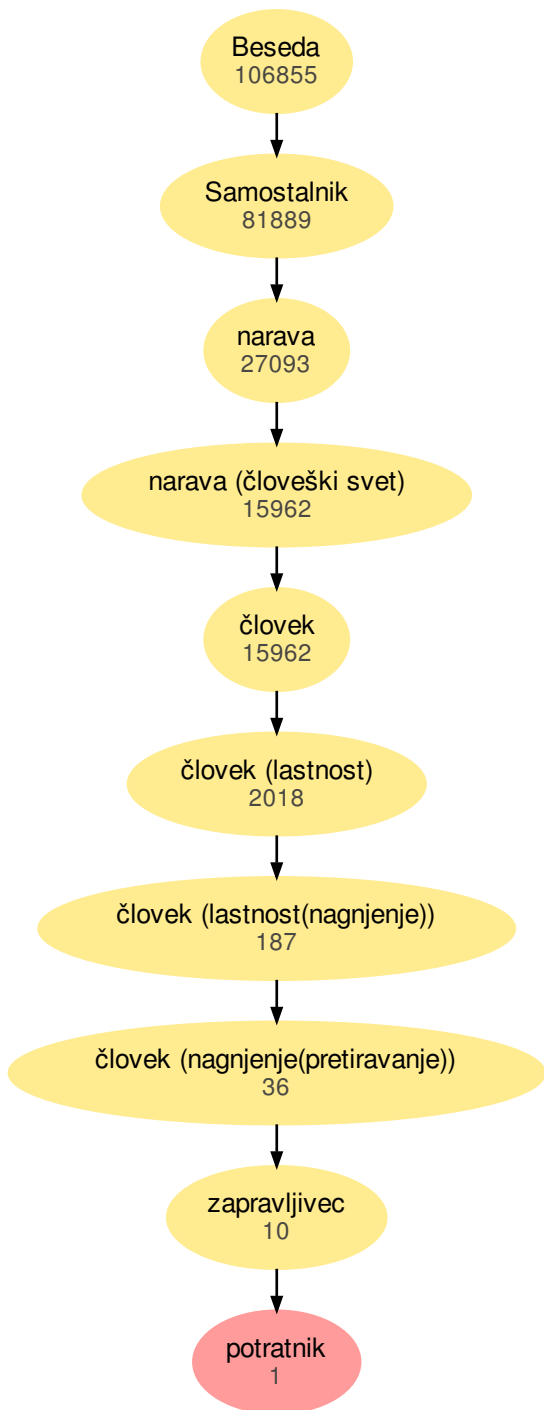 Beseda
106855
Samostalnik
81889
narava
27093
narava (človeški svet)
15962
človek
15962
človek (lastnost)
2018
človek (lastnost(nagnjenje))
187
človek (nagnjenje(pretiravanje))
36
zapravljivec
10
potratnik
1